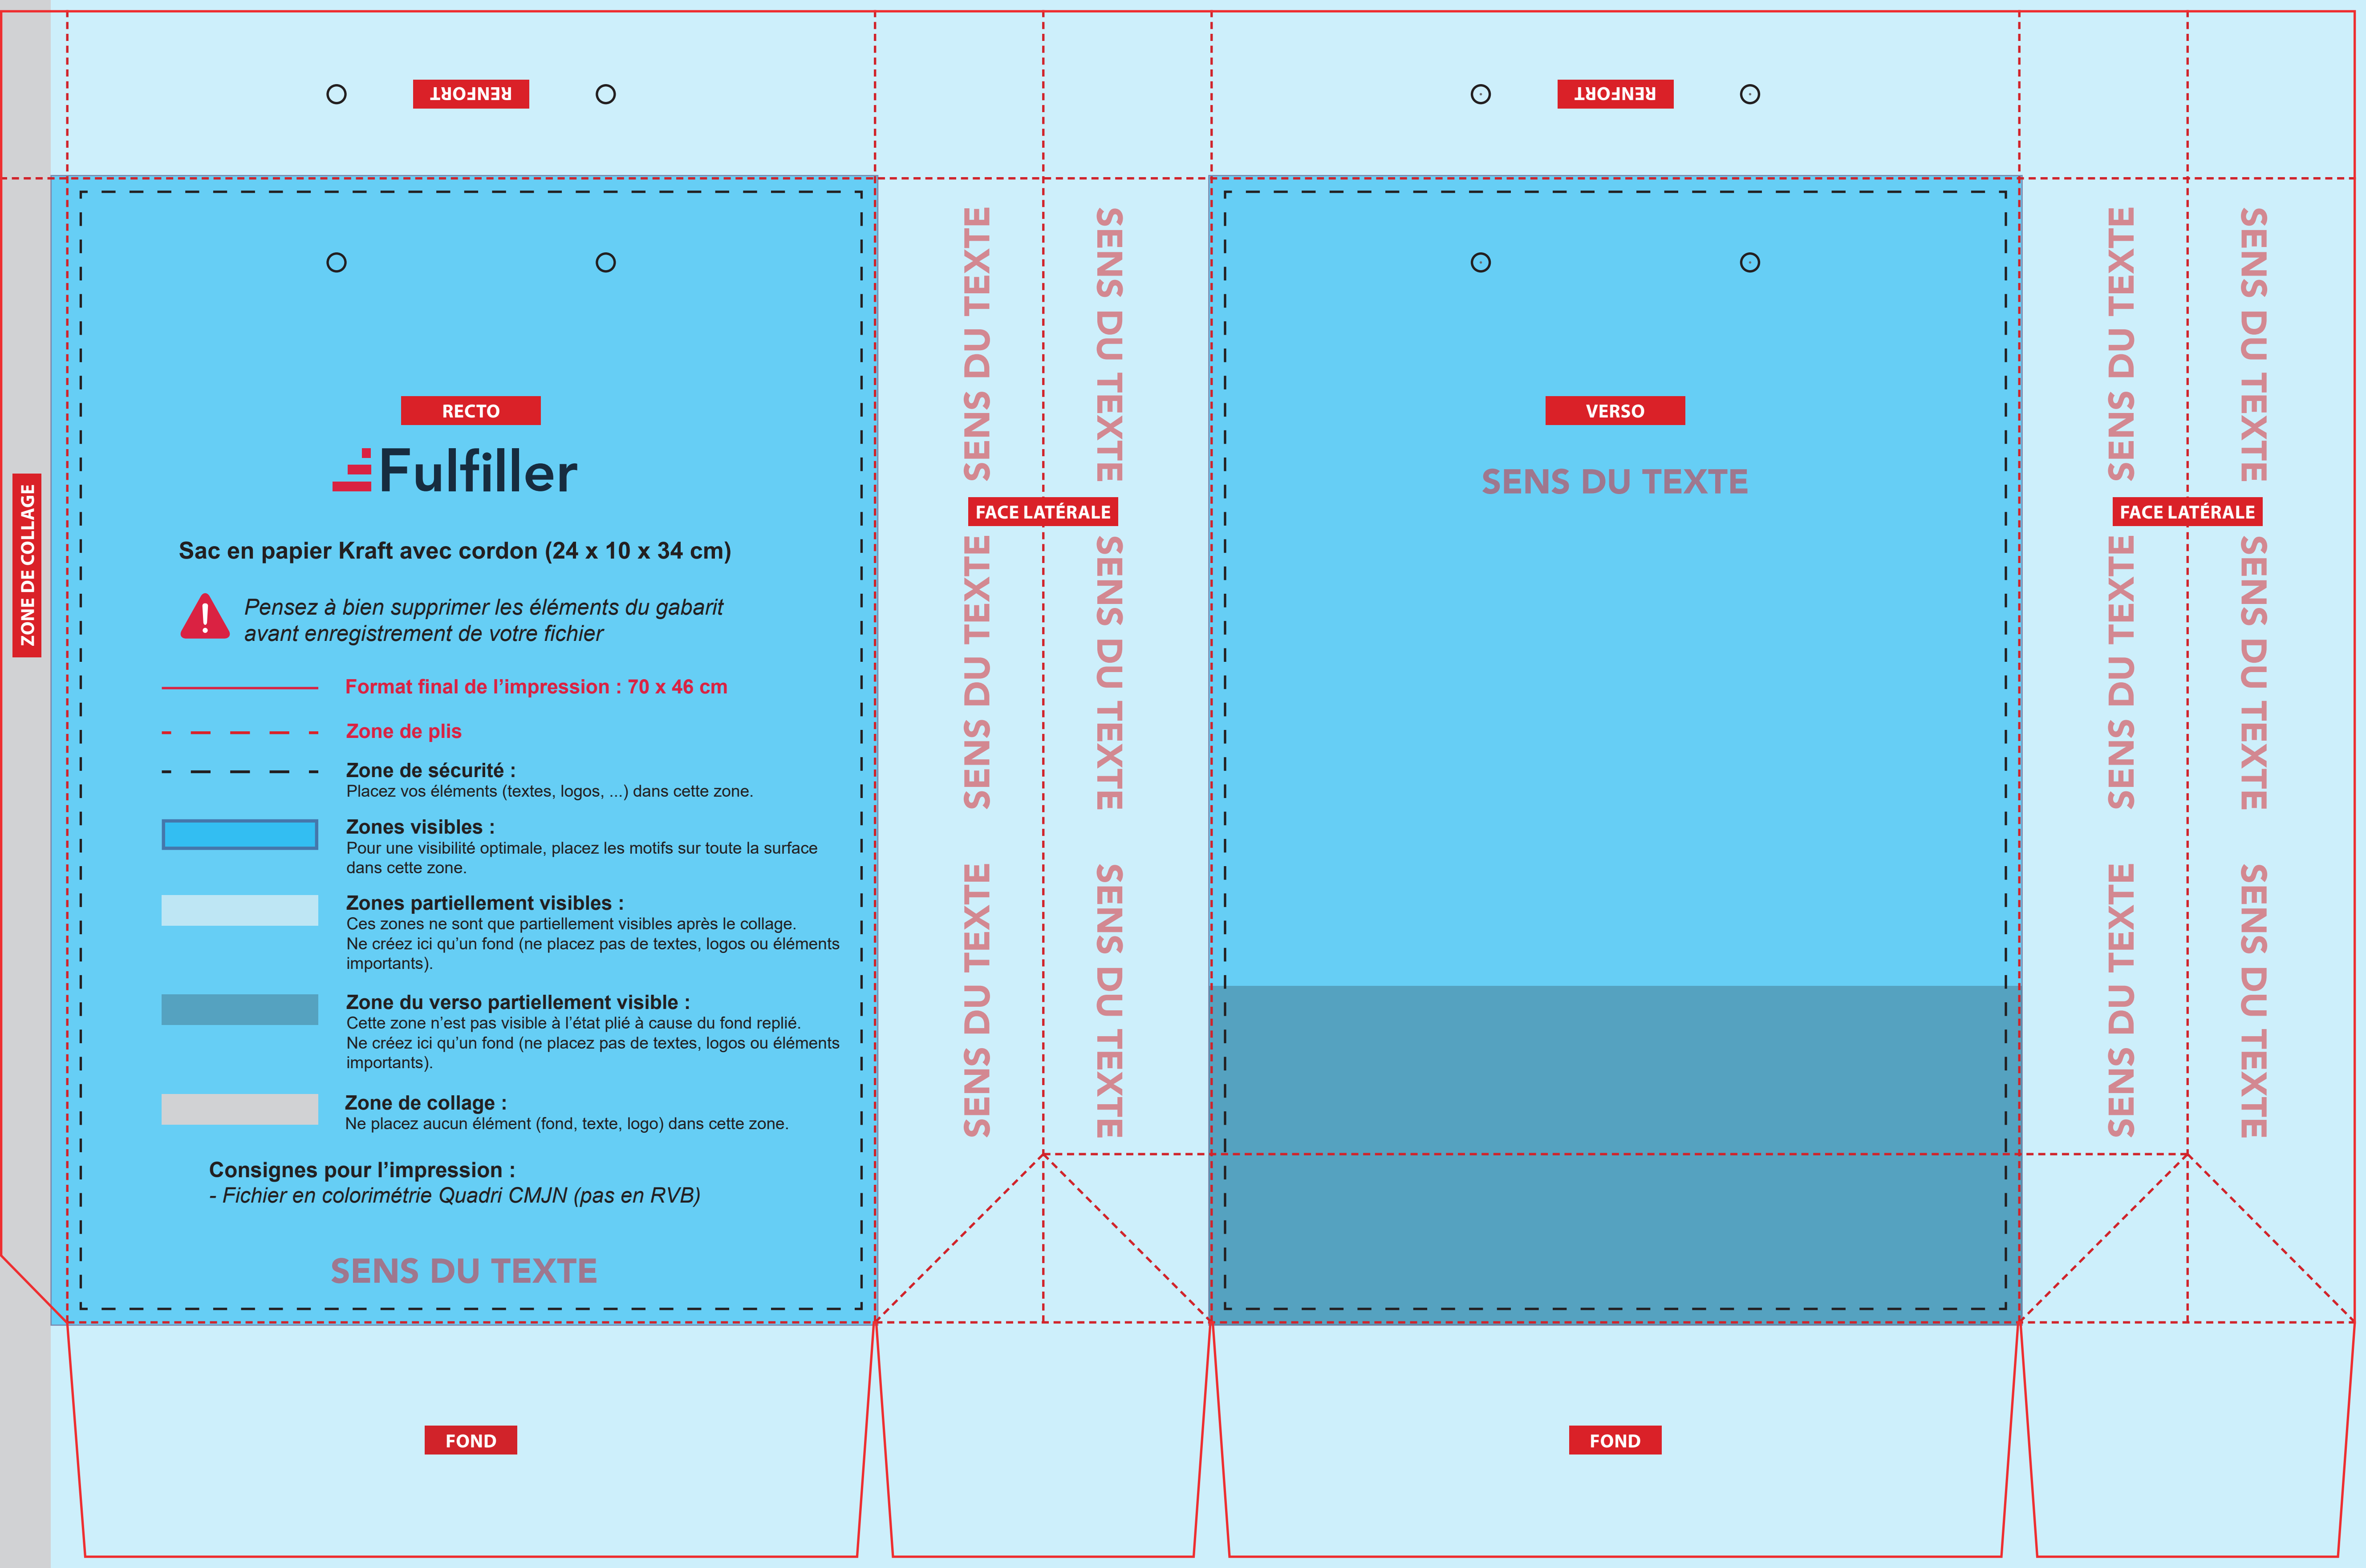 RENFORT
RENFORT
ZONE DE COLLAGE
RECTO
Fulfiller
Sac en papier Kraft avec cordon (24 x 10 x 34 cm)
Pensez à bien supprimer les éléments du gabarit
avant enregistrement de votre fichier
Format final de l’impression : 70 x 46 cm
Zone de plis
Zone de sécurité :
Placez vos éléments (textes, logos, ...) dans cette zone.
Zones visibles :
Pour une visibilité optimale, placez les motifs sur toute la surface
dans cette zone.
Zones partiellement visibles :
Ces zones ne sont que partiellement visibles après le collage.
Ne créez ici qu’un fond (ne placez pas de textes, logos ou éléments
importants).
Zone du verso partiellement visible :
Cette zone n’est pas visible à l’état plié à cause du fond replié.
Ne créez ici qu’un fond (ne placez pas de textes, logos ou éléments
importants).
Zone de collage :
Ne placez aucun élément (fond, texte, logo) dans cette zone.
Consignes pour l’impression :
- Fichier en colorimétrie Quadri CMJN (pas en RVB)
SENS DU TEXTE
SENS DU TEXTE
SENS DU TEXTE
FACE LATÉRALE
SENS DU TEXTE
SENS DU TEXTE
SENS DU TEXTE
SENS DU TEXTE
VERSO
SENS DU TEXTE
SENS DU TEXTE
SENS DU TEXTE
FACE LATÉRALE
SENS DU TEXTE
SENS DU TEXTE
SENS DU TEXTE
SENS DU TEXTE
FOND
FOND